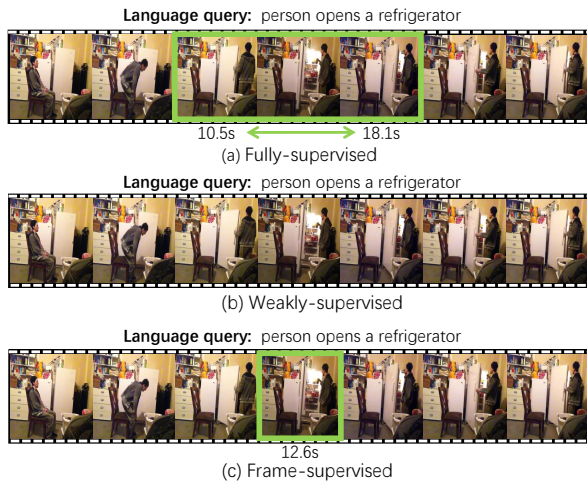 Language query: person opens a refrigerator
10.5s 18.1s
(a) Fully-supervised
Language query: person opens a refrigerator
(b) Weakly-supervised
Language query: person opens a refrigerator
12.6s
(c) Frame-supervised